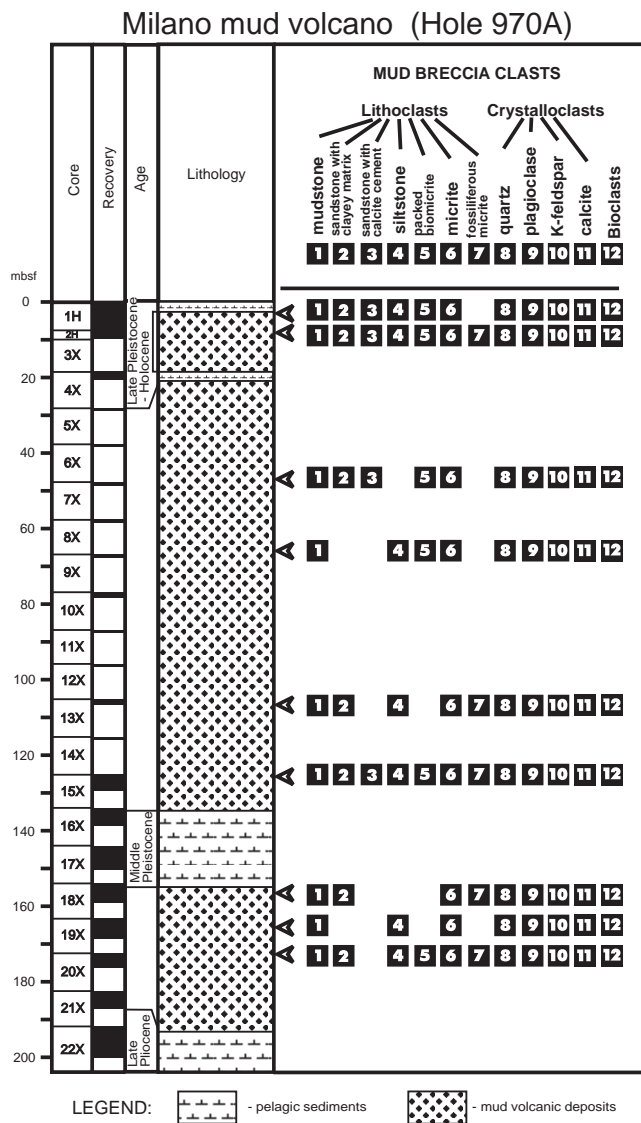 Milano mud volcano (Hole 970A)
MUD BRECCIA CLASTS
Lithoclasts
Crystalloclasts
Core
Recovery
Age
Lithology
mudstone
sandstone with
clayey matrix
sandstone with
calcite cement
siltstone
packed
biomicrite
micrite
fossiliferous
micrite
quartz
plagioclase
K-feldspar
calcite
Bioclasts
1 2 3 4 5 6 7 8 9 10 11 12
mbsf
0
20
40
60
80
100
120
140
160
180
200
1H
2H
3X
4X
5X
6X
7X
8X
9X
10X
11X
12X
13X
14X
15X
16X
17X
18X
19X
20X
21X
22X
Late Pleistocene
- Holocene
Middle
Pleistocene
Late
Pliocene
1 2 3 4 5 6 8 9 10 11 12
1 2 3 4 5 6 7 8 9 10 11 12
1 2 3 5 6 8 9 10 11 12
1 4 5 6 8 9 10 11 12
1 2 4 6 7 8 9 10 11 12
1 2 3 4 5 6 7 8 9 10 11 12
1 2 6 7 8 9 10 11 12
1 4 6 8 9 10 11 12
1 2 4 5 6 7 8 9 10 11 12
LEGEND:
- pelagic sediments
- mud volcanic deposits